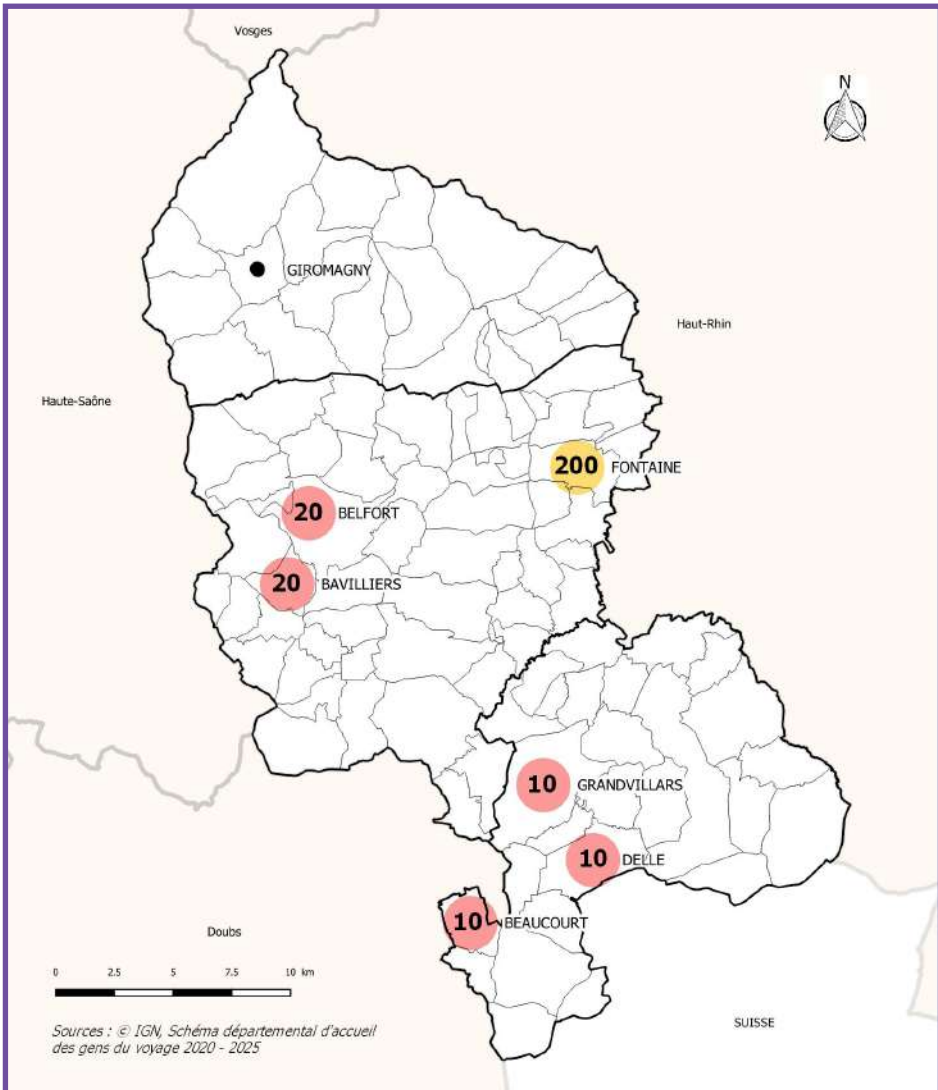 Vosges
N
GIROMAGNY
Haut-Rhin
Haute-Saône
200 FONTAINE
20 BELFORT
20 BAVILLIERS
10 GRANDVILLARS
10 DELLE
10 BEAUCOURT
Doubs
0 2.5 5 7.5 10 km
SUISSE
Sources : © IGN, Schéma départemental d'accueil
des gens du voyage 2020 - 2025